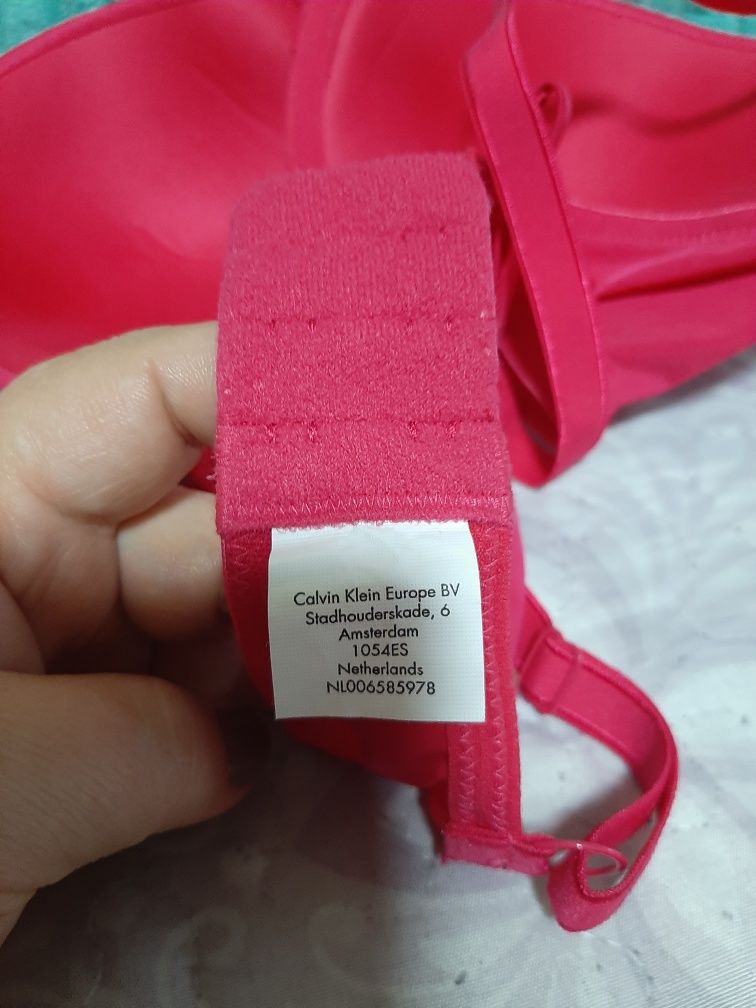 Calvin Klein Europe BV
Stadhouderskade, 6
Amsterdam
1054ES
Netherlands
NL006585978